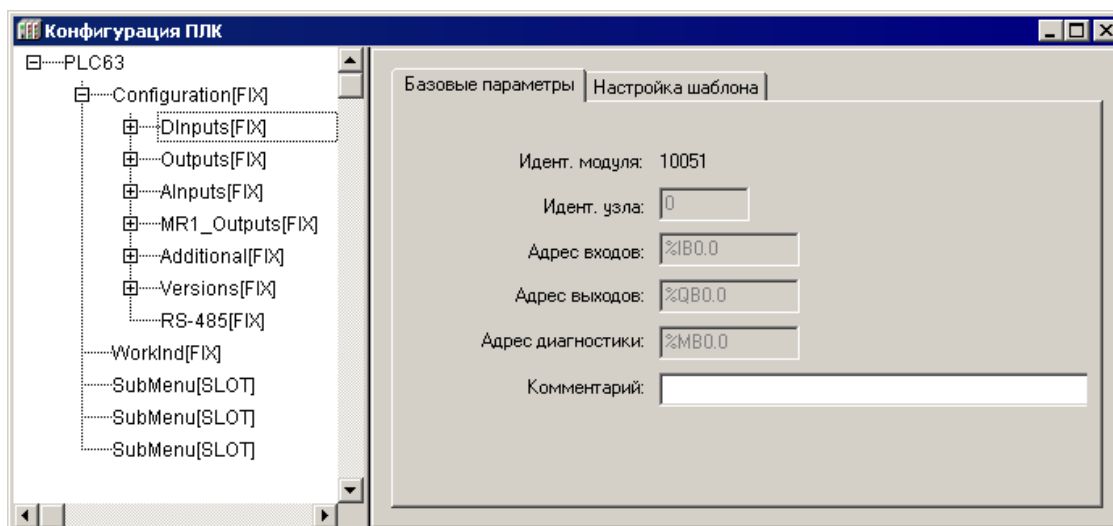 Конфигурация ПЛК
PLC63
Configuration[FIX]
DInputs[FIX]
Outputs[FIX]
AInputs[FIX]
MR1_Outputs[FIX]
Additional[FIX]
Versions[FIX]
RS-485[FIX]
WorkInd[FIX]
SubMenu[SLOT]
SubMenu[SLOT]
SubMenu[SLOT]
Базовые параметры Настройка шаблона
Идент. модуля: 10051
Идент. узла: 0
Адрес входов: %IB0.0
Адрес выходов: %QB0.0
Адрес диагностики: %MB0.0
Комментарий: